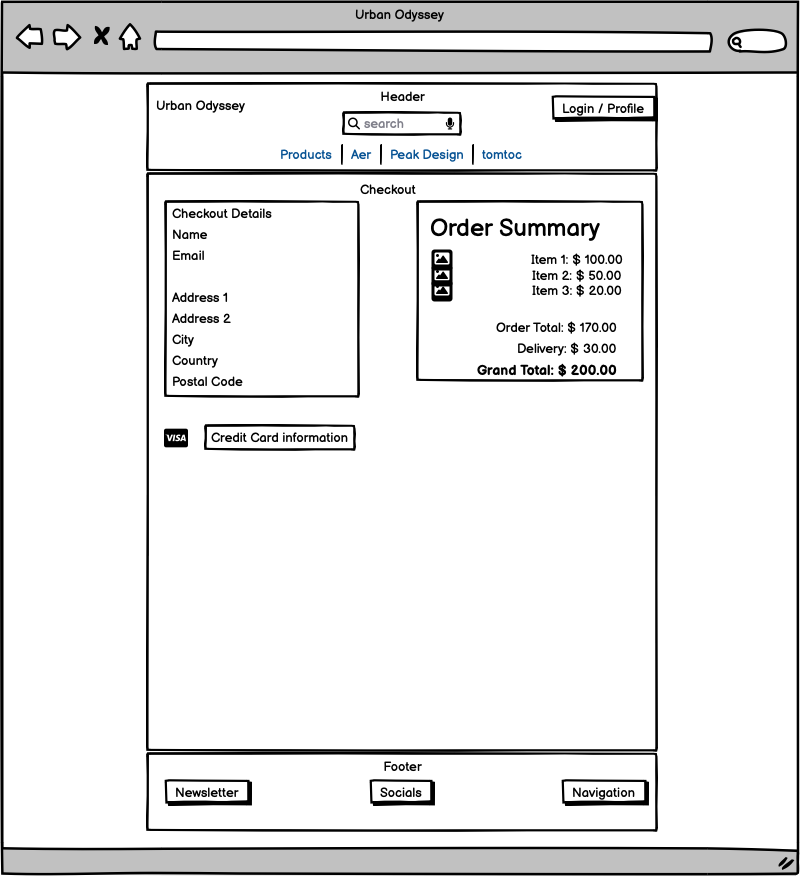 Urban Odyssey
Header
Urban Odyssey
Login / Profile
search
Products Aer Peak Design tomtoc
Checkout
Checkout Details
Name
Email
Address 1
Address 2
City
Country
Postal Code
Order Summary
Item 1: $ 100.00
Item 2: $ 50.00
Item 3: $ 20.00
Order Total: $ 170.00
Delivery: $ 30.00
Grand Total: $ 200.00
VISA
Credit Card information
Footer
Newsletter
Socials
Navigation